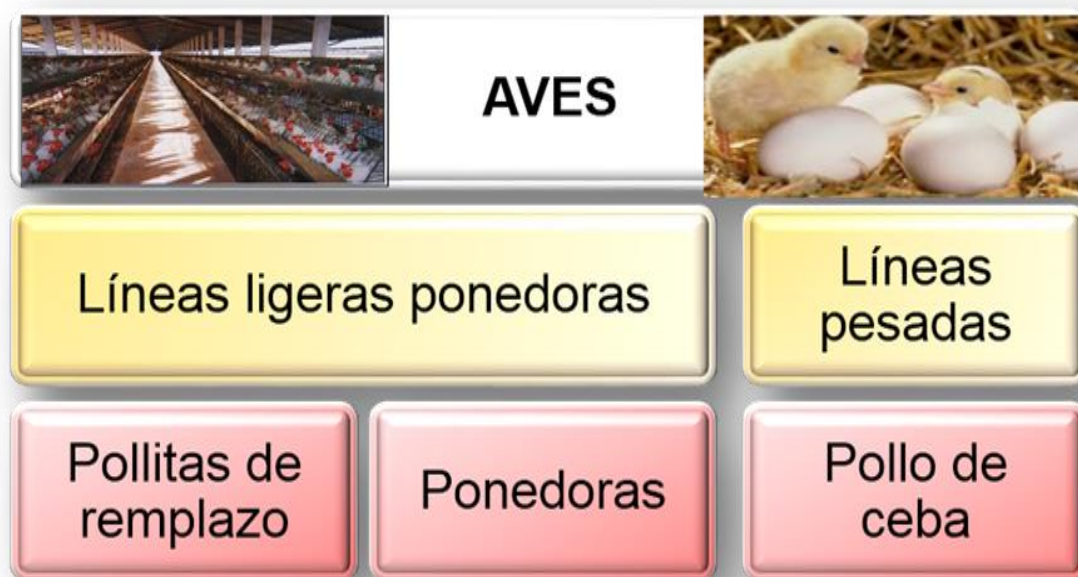 AVES
Líneas ligeras ponedoras
Líneas
pesadas
Pollitas de
remplazo
Ponedoras
Pollo de
ceba